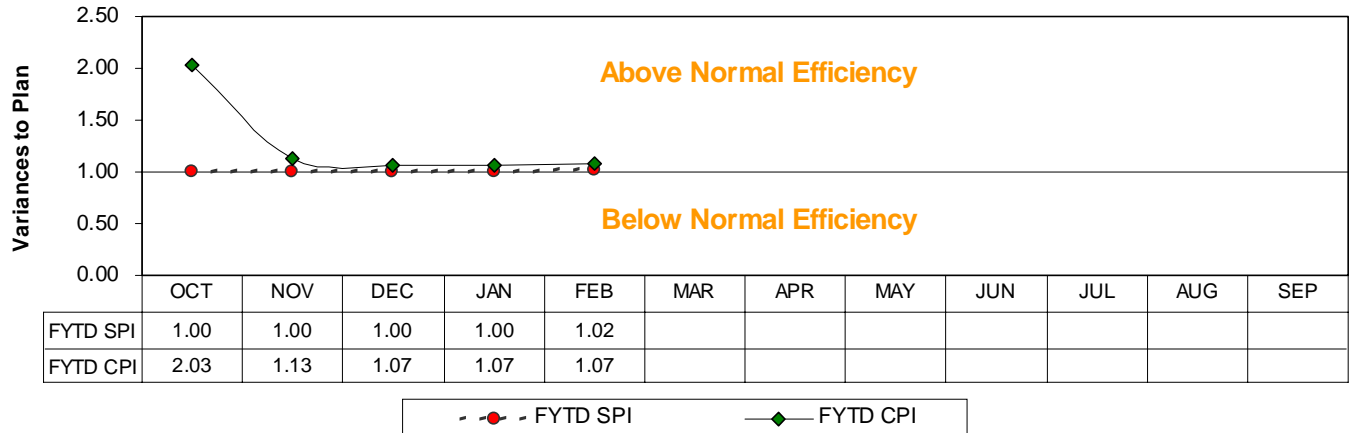 Variances to Plan
2.50
2.00
1.50
1.00
0.50
0.00
Above Normal Efficiency
Below Normal Efficiency
OCT NOV DEC JAN FEB MAR APR MAY JUN JUL AUG SEP
FYTD SPI 1.00 1.00 1.00 1.00 1.02
FYTD CPI 2.03 1.13 1.07 1.07 1.07
FYTD SPI FYTD CPI